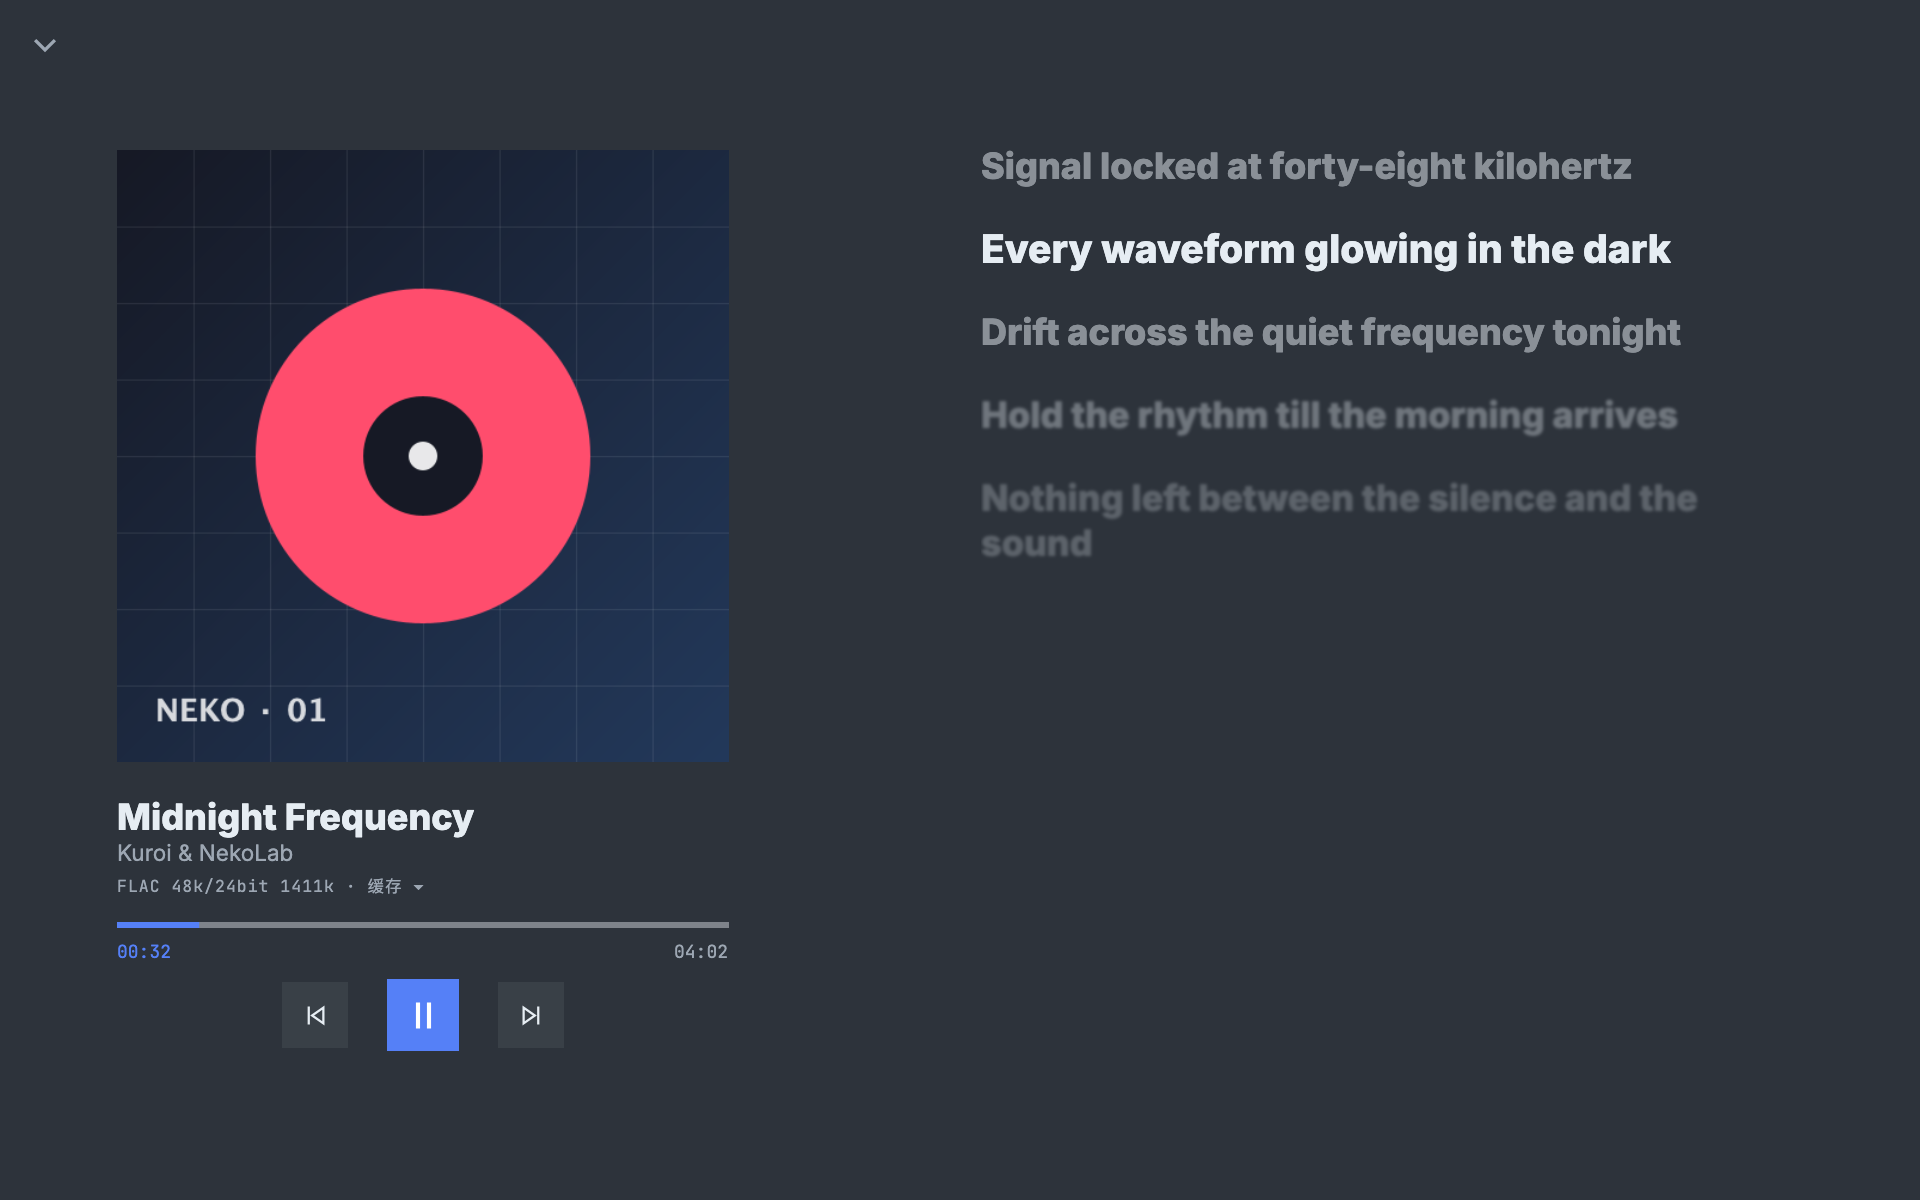 NEKO · 01
Midnight Frequency
Kuroi & NekoLab
FLAC 48k/24bit 1411k · 缓存
00:32
04:02
Signal locked at forty-eight kilohertz
Every waveform glowing in the dark
Drift across the quiet frequency tonight
Hold the rhythm till the morning arrives
Nothing left between the silence and the
sound